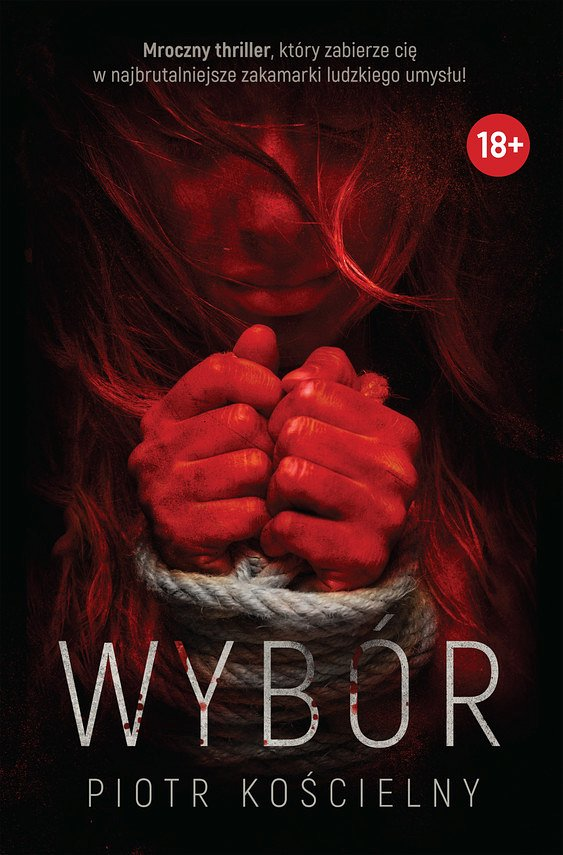 Mroczny thriller, który zabierze cię
w najbrutalniejsze zakamarki ludzkiego umysłu!
18+
WYBÓR
PIOTR KOŚCIELNY